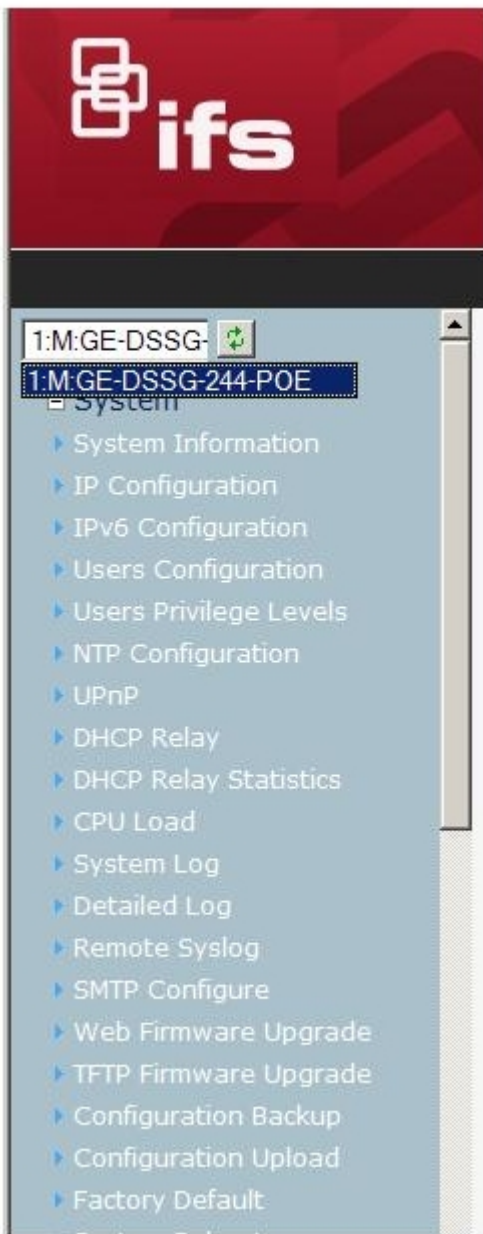 ifs
1:M:GE-DSSG-
1:M:GE-DSSG-244-POE
System
System Information
IP Configuration
IPv6 Configuration
Users Configuration
Users Privilege Levels
NTP Configuration
UPnP
DHCP Relay
DHCP Relay Statistics
CPU Load
System Log
Detailed Log
Remote Syslog
SMTP Configure
Web Firmware Upgrade
TFTP Firmware Upgrade
Configuration Backup
Configuration Upload
Factory Default